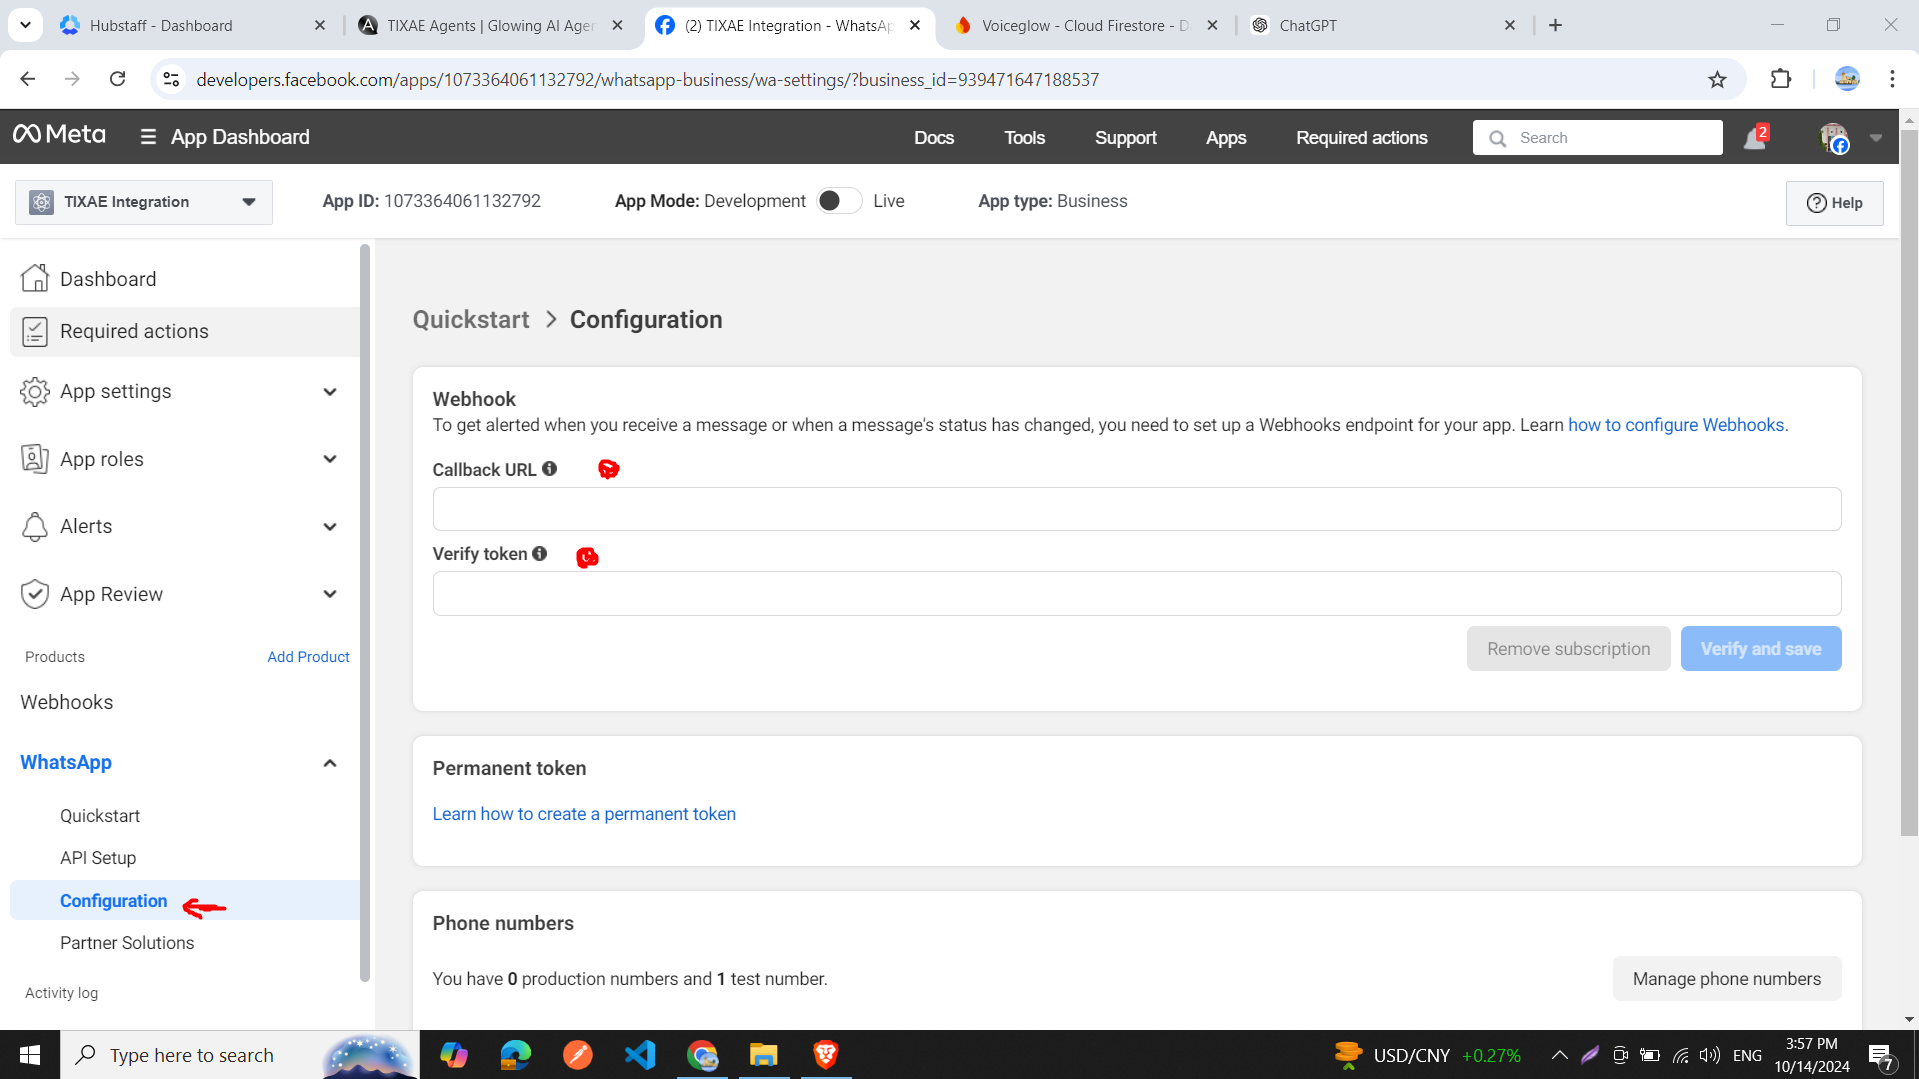 Hubstaff - Dashboard
TIXAE Agents | Glowing AI Agen
(2) TIXAE Integration - WhatsAp
Voiceglow - Cloud Firestore - D
ChatGPT
developers.facebook.com/apps/1073364061132792/whatsapp-business/wa-settings/?business_id=939471647188537
Meta
App Dashboard
Docs
Tools
Support
Apps
Required actions
Search
2
TIXAE Integration
App ID: 1073364061132792
App Mode: Development
Live
App type: Business
Help
Dashboard
Required actions
App settings
App roles
Alerts
App Review
Products
Add Product
Webhooks
WhatsApp
Quickstart
API Setup
Configuration
Partner Solutions
Activity log
Quickstart > Configuration
Webhook
To get alerted when you receive a message or when a message's status has changed, you need to set up a Webhooks endpoint for your app. Learn how to configure Webhooks.
Callback URL
Verify token
Remove subscription
Verify and save
Permanent token
Learn how to create a permanent token
Phone numbers
You have 0 production numbers and 1 test number.
Manage phone numbers
Type here to search
USD/CNY +0.27%
ENG
3:57 PM
10/14/2024
7